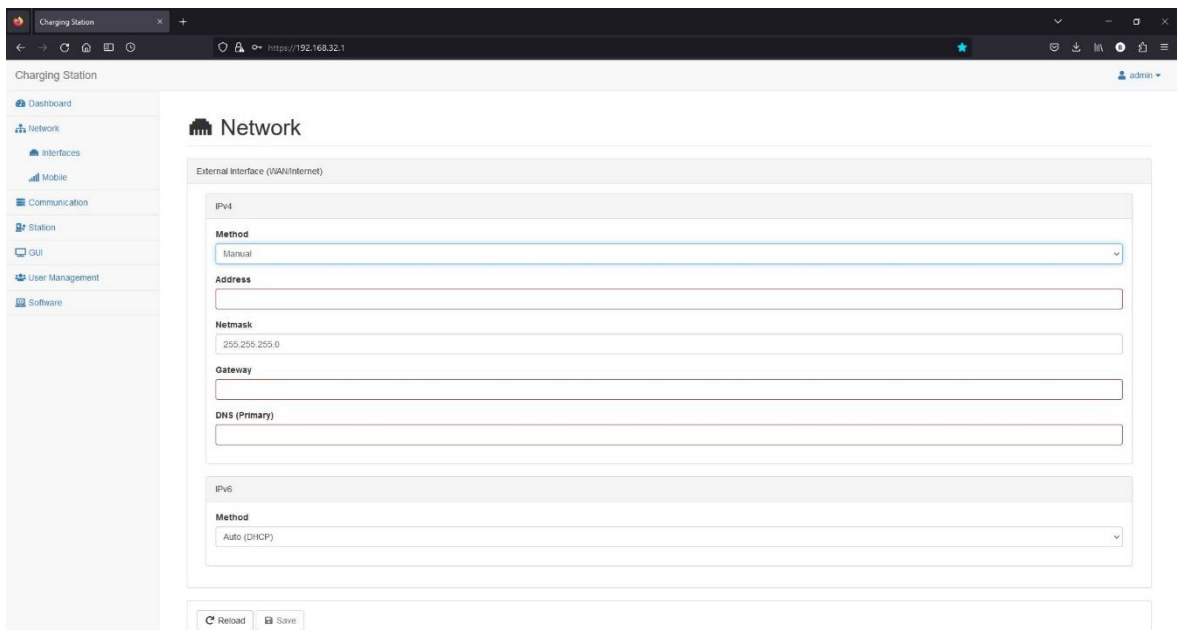 Charging Station
https://192.168.32.1
Charging Station
admin
Dashboard
Network
Interfaces
Mobile
Communication
Station
GUI
User Management
Software
Network
External Interface (WAN/Internet)
IPv4
Method
Manual
Address
Netmask
255.255.255.0
Gateway
DNS (Primary)
IPv6
Method
Auto (DHCP)
Reload
Save